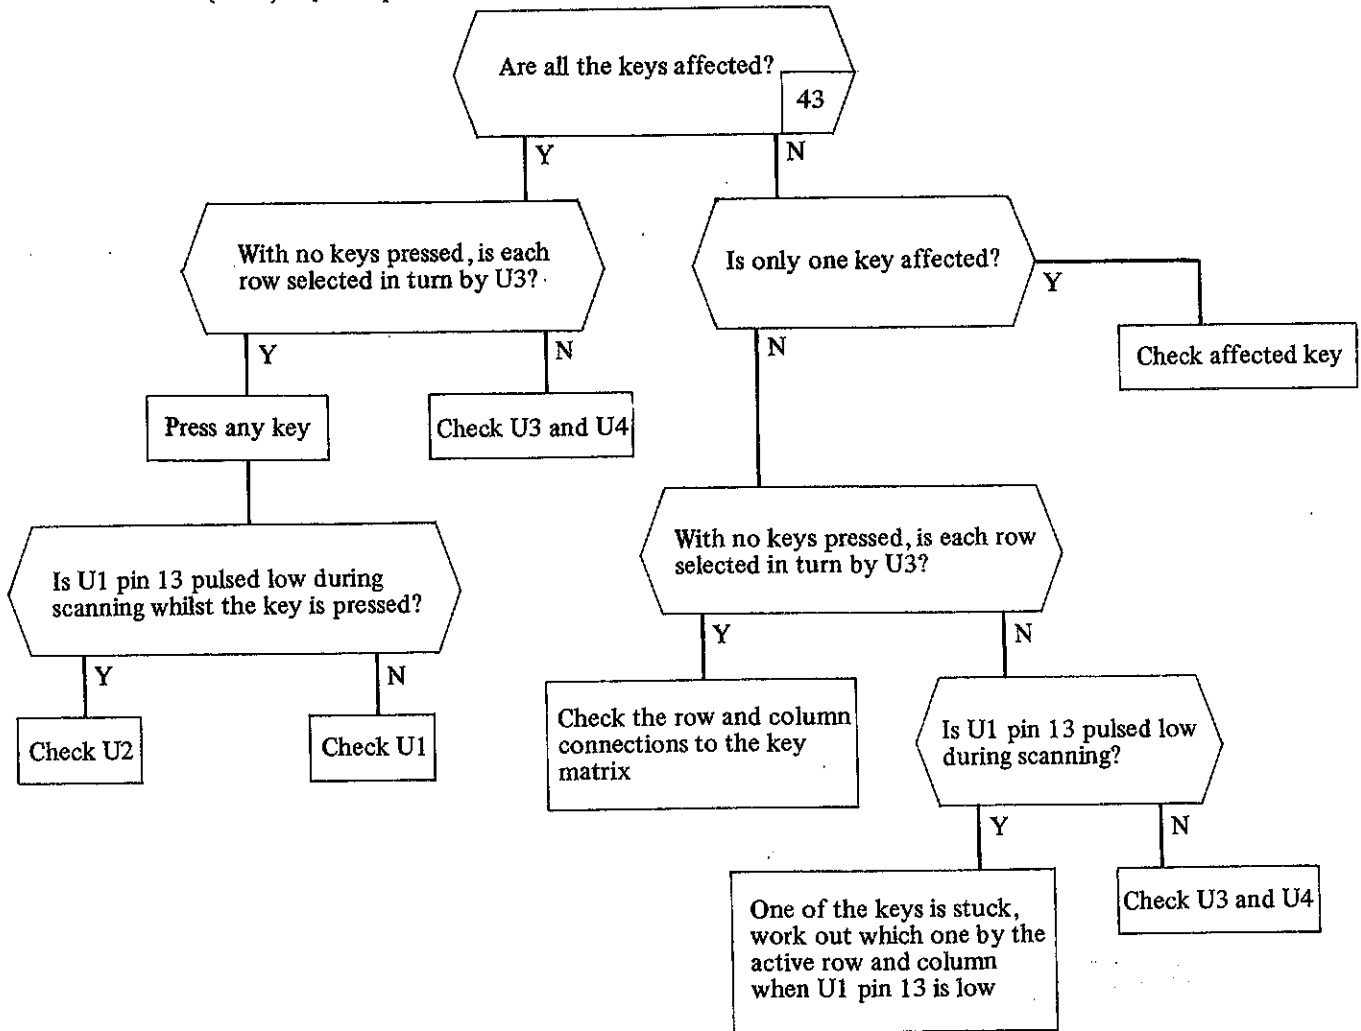 Are all the keys affected?
43
Y
N
With no keys pressed, is each
row selected in turn by U3?
Is only one key affected?
Y
Y
N
N
Check affected key
Press any key
Check U3 and U4
With no keys pressed, is each row
selected in turn by U3?
Is U1 pin 13 pulsed low during
scanning whilst the key is pressed?
Y
N
Y
N
Check U2
Check U1
Check the row and column
connections to the key
matrix
Is U1 pin 13 pulsed low
during scanning?
Y
N
One of the keys is stuck,
work out which one by the
active row and column
when U1 pin 13 is low
Check U3 and U4